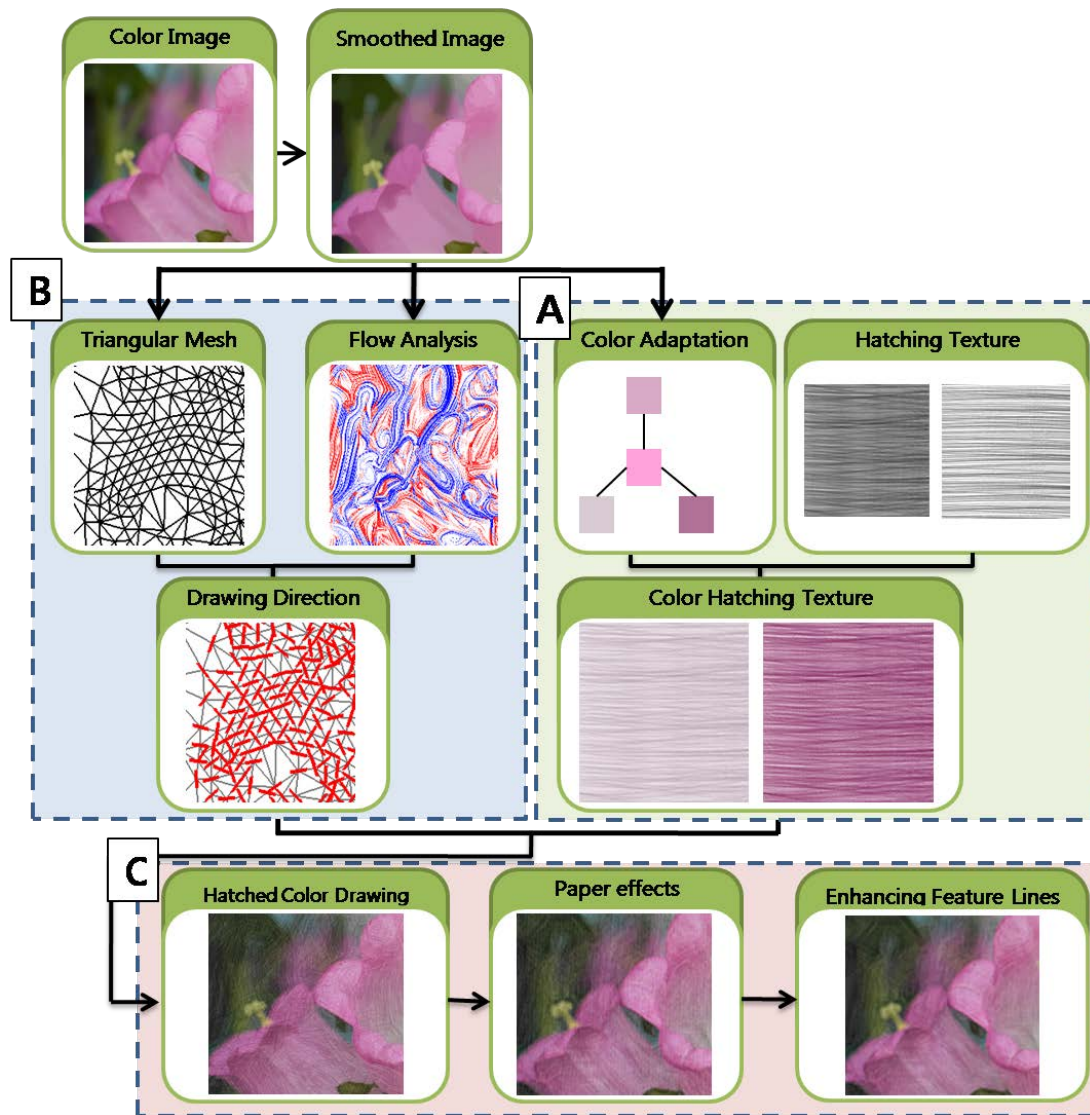 Color Image
Smoothed Image
B
A
Triangular Mesh
Flow Analysis
Color Adaptation
Hatching Texture
Drawing Direction
Color Hatching Texture
C
Hatched Color Drawing
Paper effects
Enhancing Feature Lines